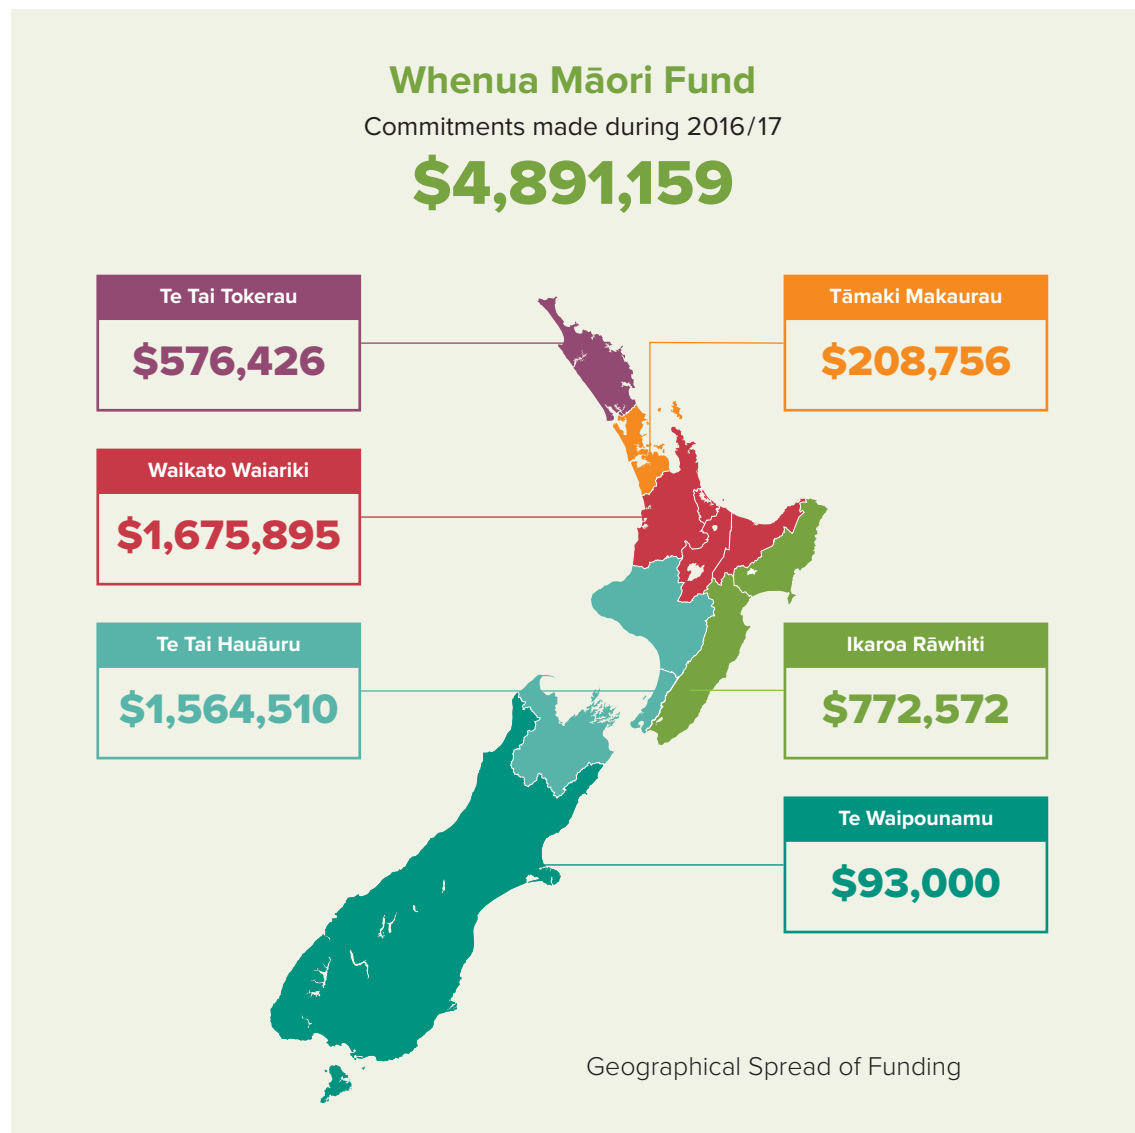 Whenua Māori Fund
Commitments made during 2016/17
$4,891,159
Te Tai Tokerau
$576,426
Tāmaki Makaurau
$208,756
Waikato Waiariki
$1,675,895
Te Tai Hauāuru
$1,564,510
Ikaroa Rāwhiti
$772,572
Te Waipounamu
$93,000
Geographical Spread of Funding